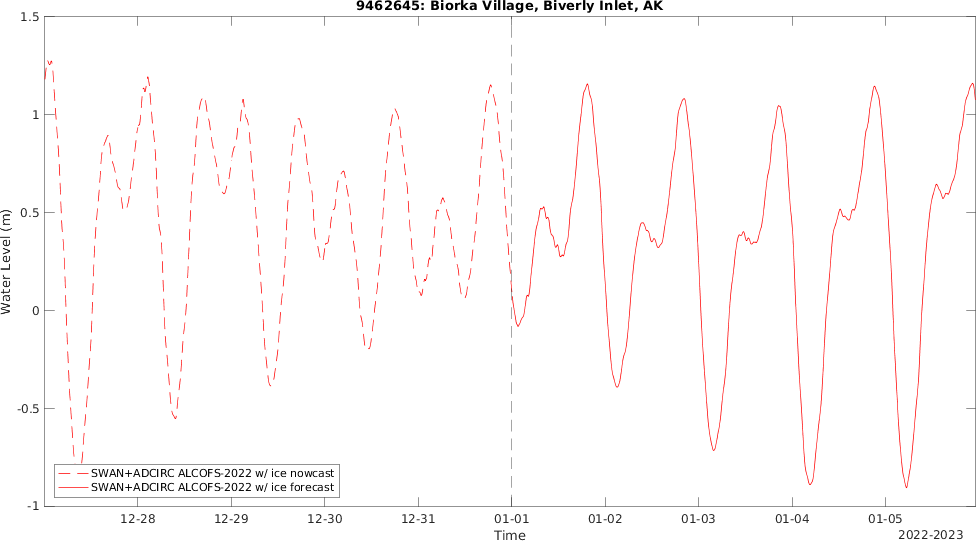 9462645: Biorka Village, Biverly Inlet, AK
1.5
1
0.5
0
-0.5
-1
Water Level (m)
SWAN+ADCIRC ALCOFS-2022 w/ ice nowcast
SWAN+ADCIRC ALCOFS-2022 w/ ice forecast
12-28 12-29 12-30 12-31 01-01 01-02 01-03 01-04 01-05
Time
2022-2023